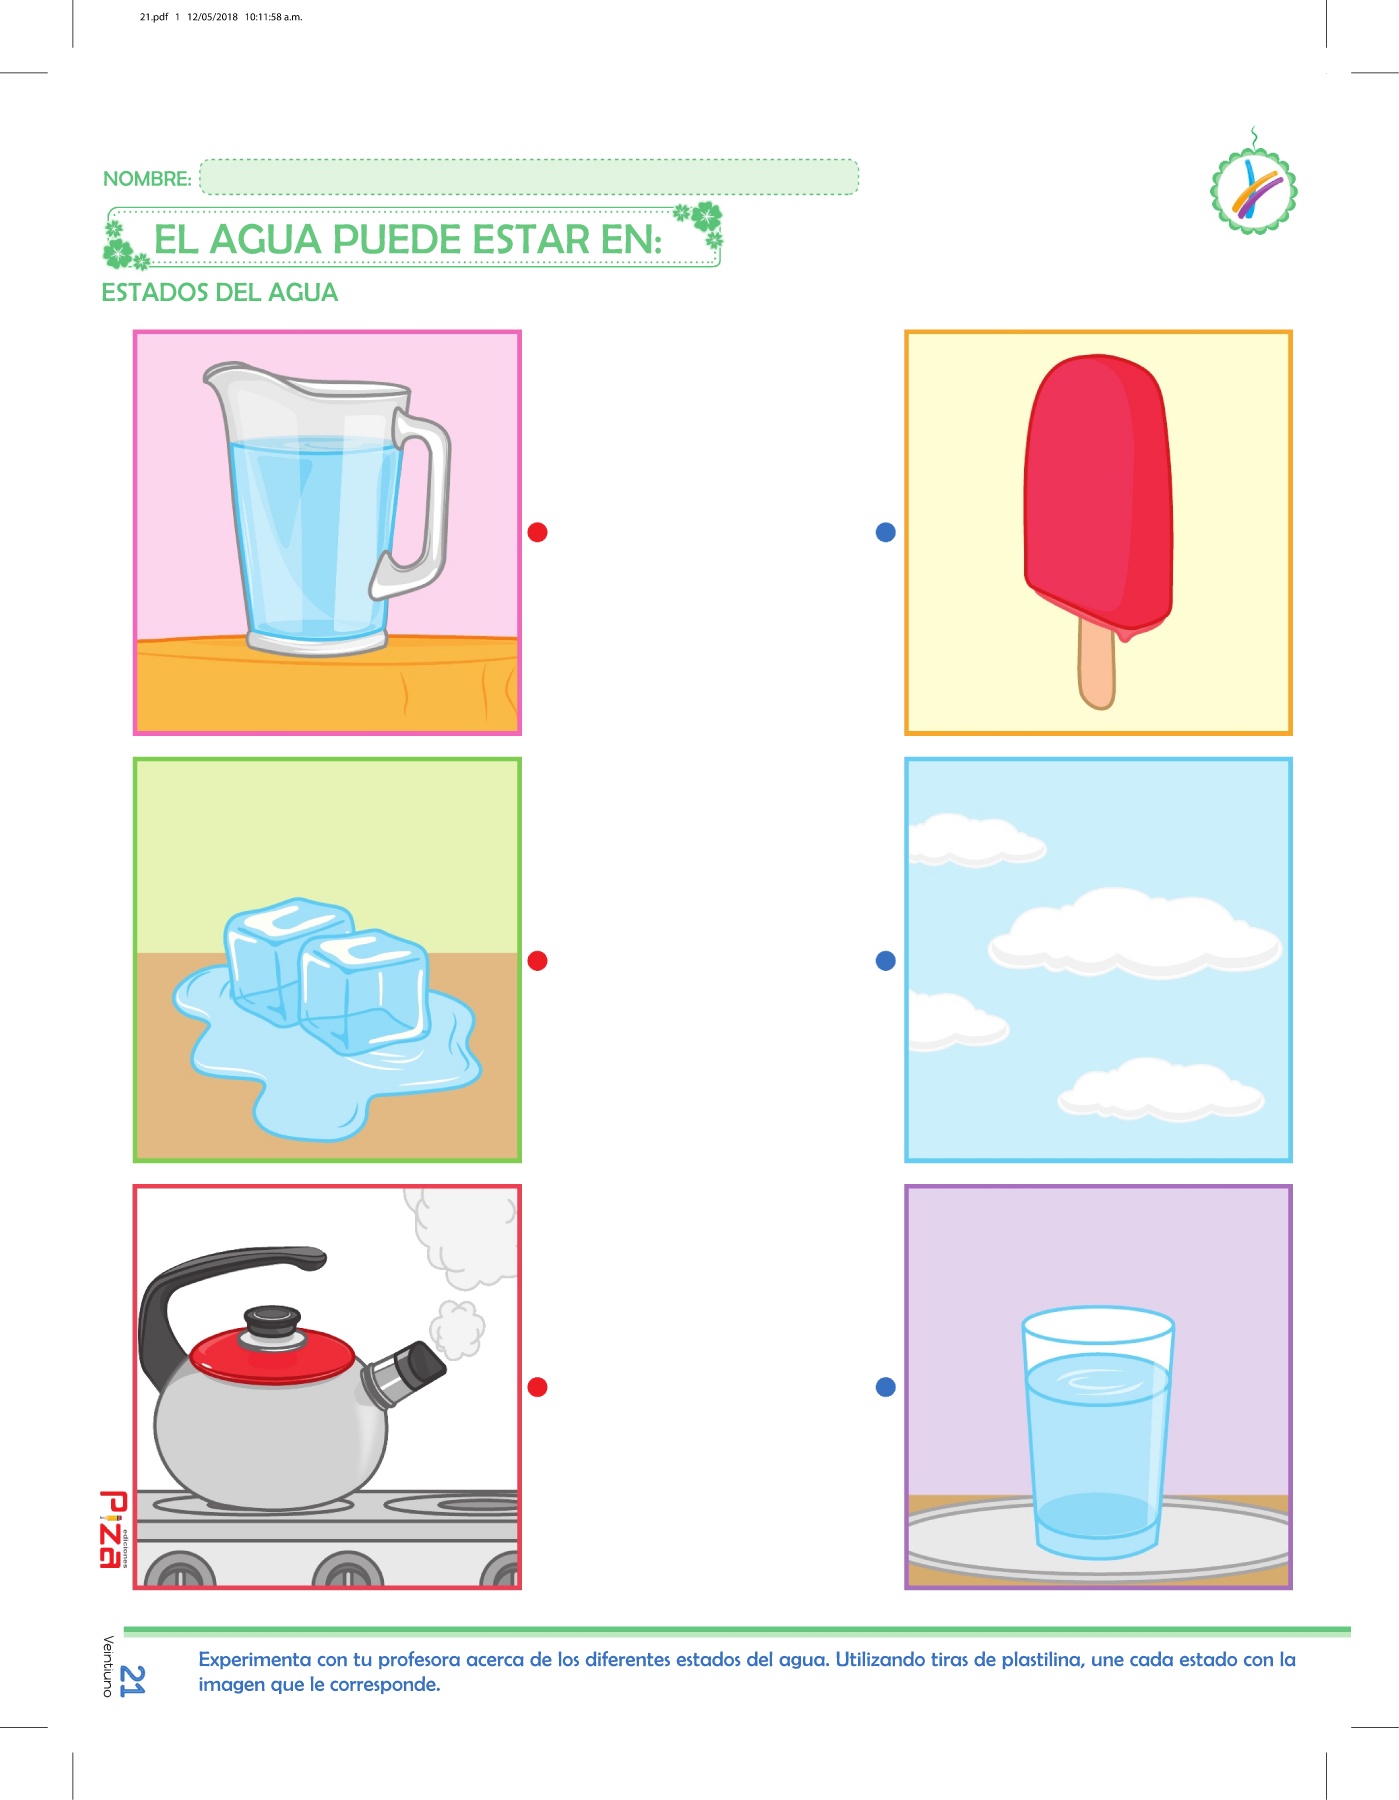 21.pdf 1 12/05/2018 10:11:58 a.m.
NOMBRE:
EL AGUA PUEDE ESTAR EN:
ESTADOS DEL AGUA
Piza
ediciones
21
Veintiuno
Experimenta con tu profesora acerca de los diferentes estados del agua. Utilizando tiras de plastilina, une cada estado con la
imagen que le corresponde.